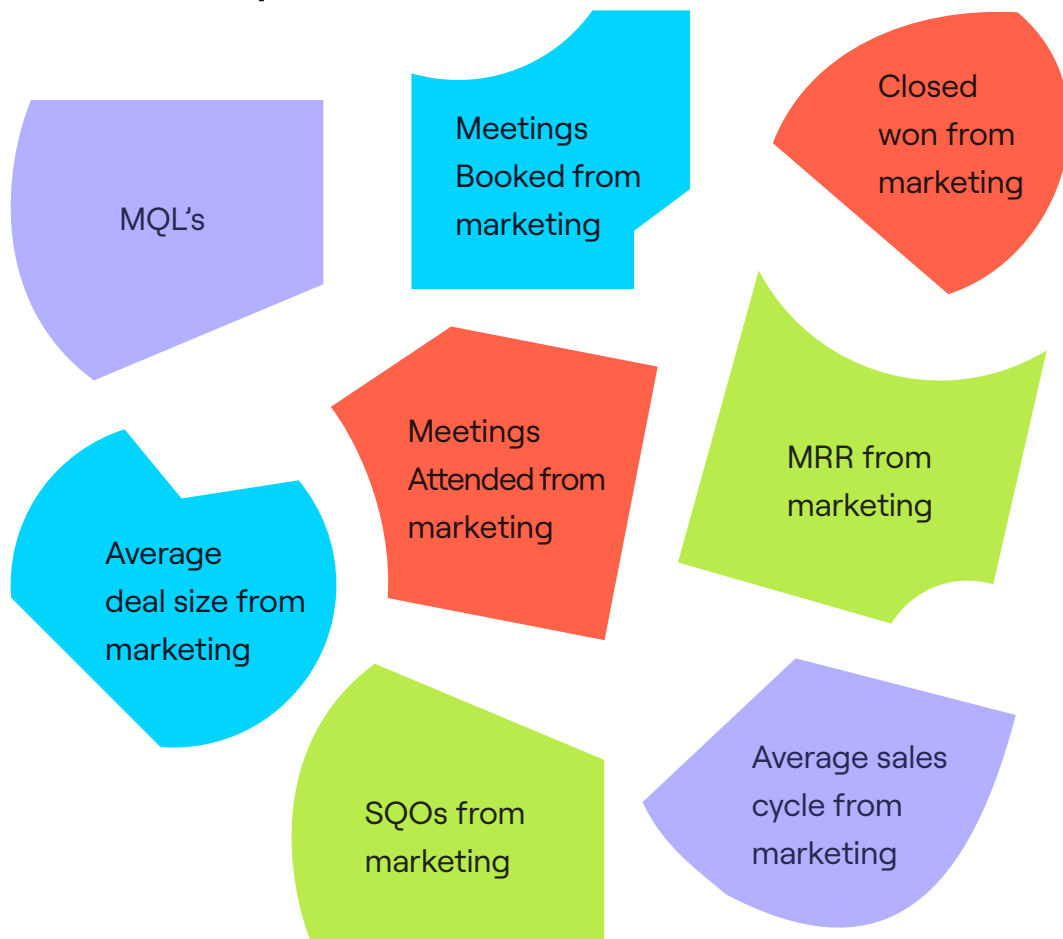 MQL’s
Meetings
Booked from
marketing
Closed
won from
marketing
Meetings
Attended from
marketing
MRR from
marketing
Average
deal size from
marketing
SQOs from
marketing
Average sales
cycle from
marketing